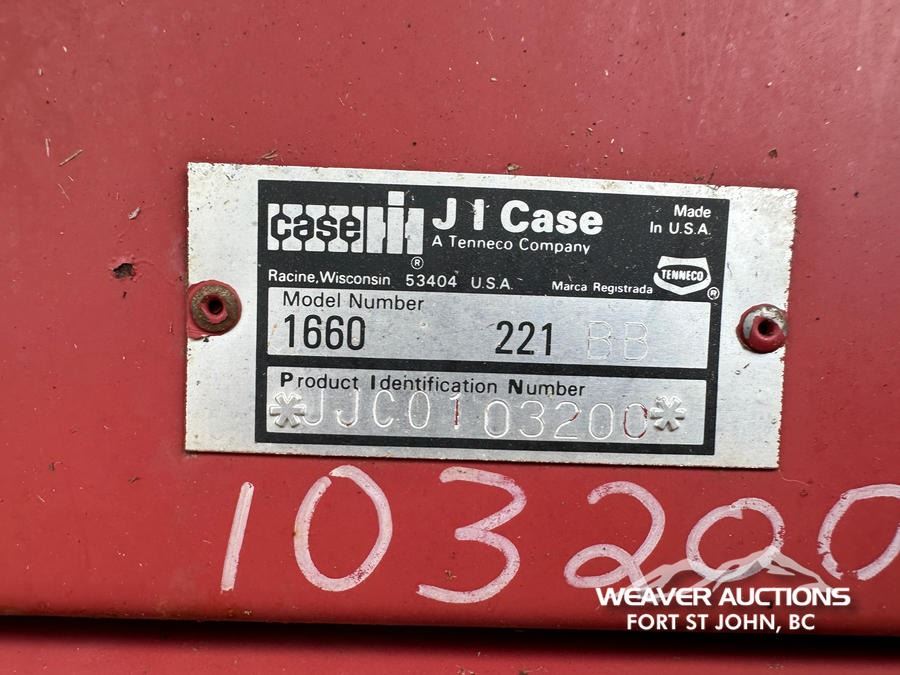 case IH ®
J I Case
A Tenneco Company
Made
In U.S.A.
Racine, Wisconsin 53404 U.S.A.
Marca Registrada
TENNECO ®
Model Number
1660 221 BB
Product Identification Number
*JJC0103200*
103200
WEAVER AUCTIONS
FORT ST JOHN, BC